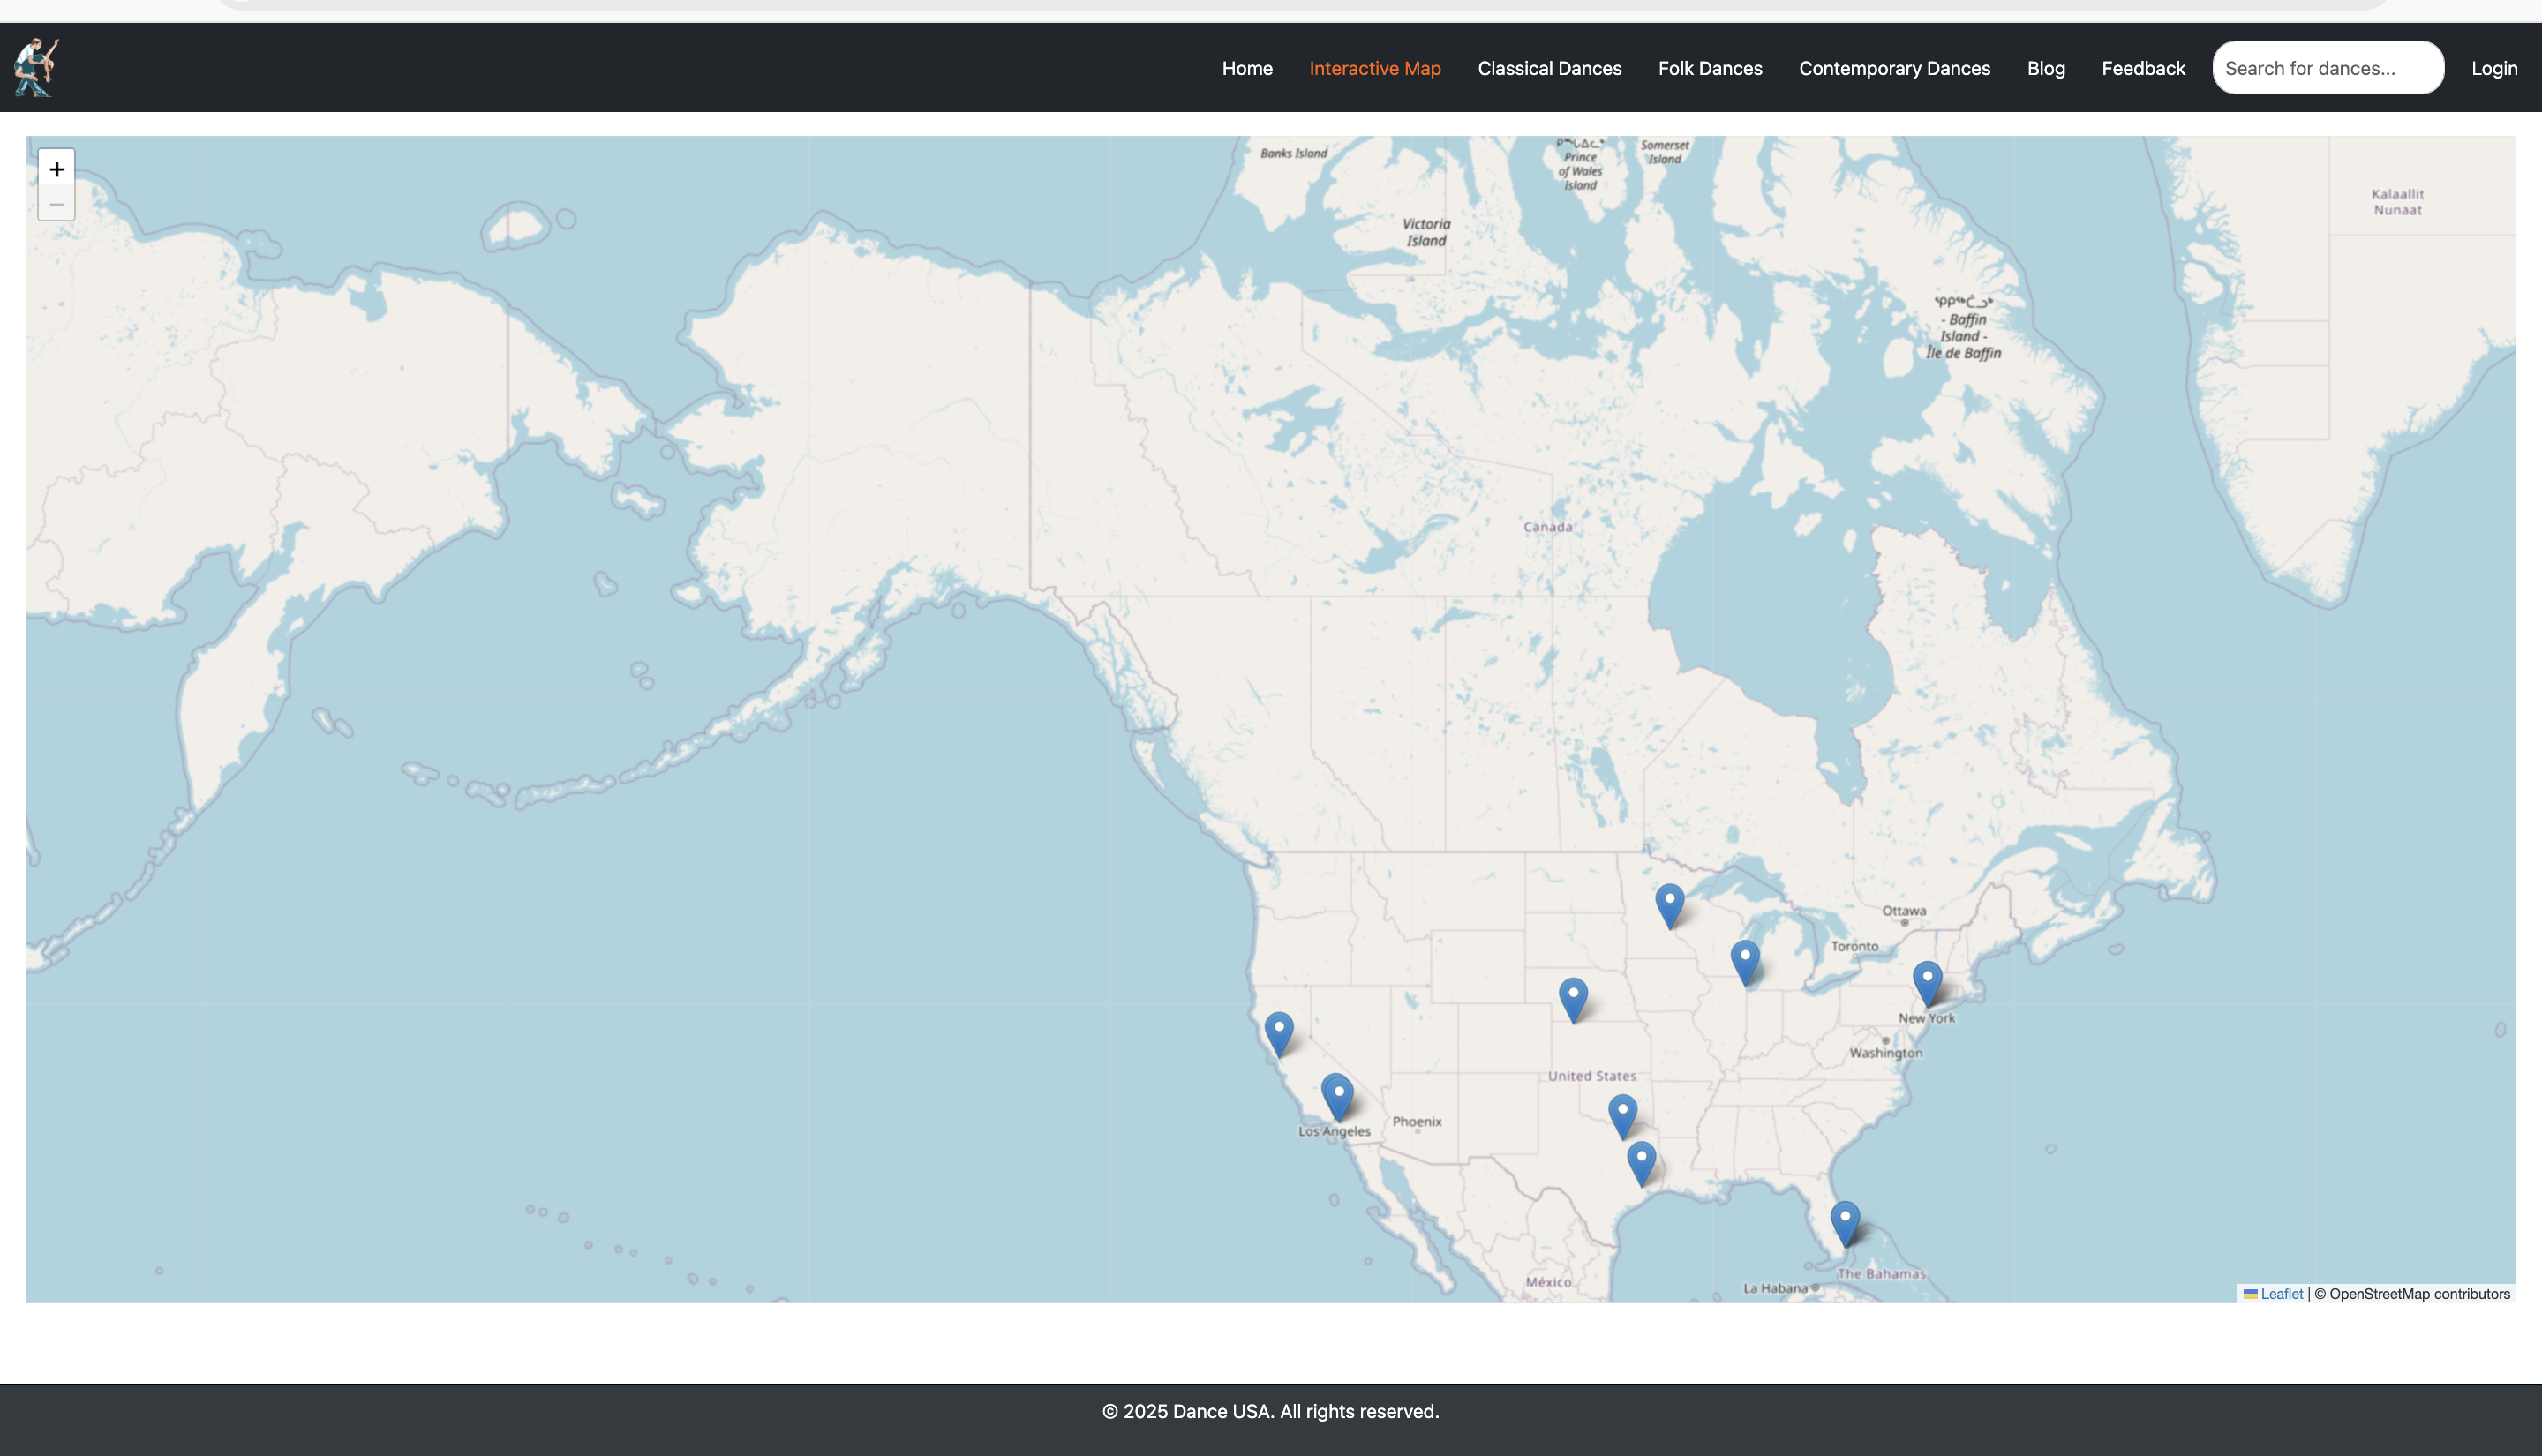 Home Interactive Map Classical Dances Folk Dances Contemporary Dances Blog Feedback Search for dances... Login
+
−
Banks Island
Prince
of Wales
Island
Somerset
Island
Victoria
Island
Kalaallit
Nunaat
- Baffin
Island -
Île de Baffin
Canada
Ottawa
Toronto
New York
Washington
United States
Phoenix
Los Angeles
México
La Habana
The Bahamas
Leaflet | © OpenStreetMap contributors
© 2025 Dance USA. All rights reserved.